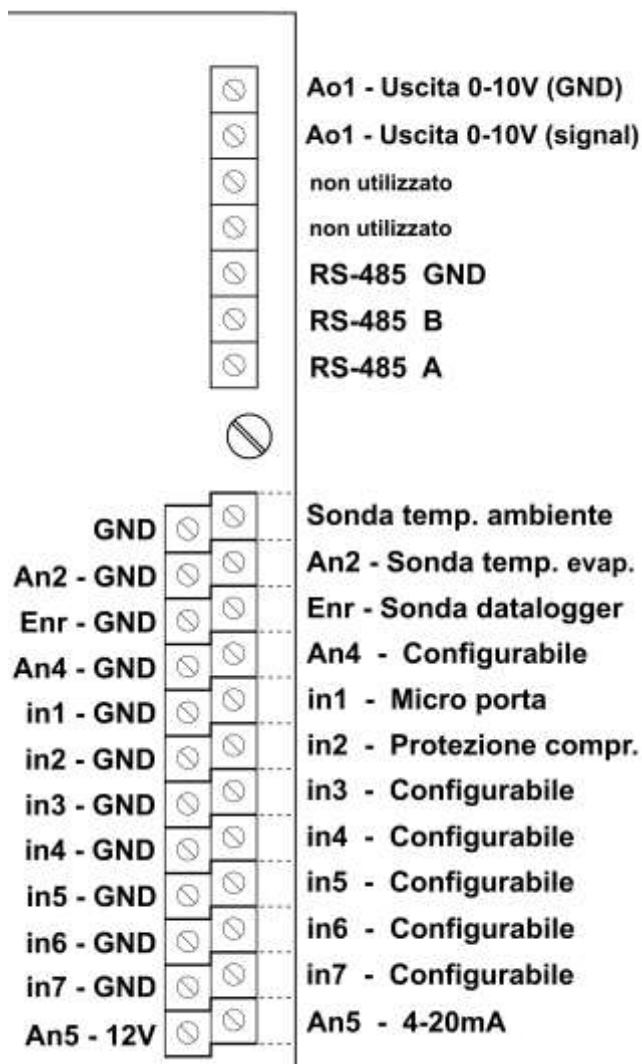 Ao1 - Uscita 0-10V (GND)
Ao1 - Uscita 0-10V (signal)
non utilizzato
non utilizzato
RS-485 GND
RS-485 B
RS-485 A
GND Sonda temp. ambiente
An2 - GND An2 - Sonda temp. evap.
Enr - GND Enr - Sonda datalogger
An4 - GND An4 - Configurabile
in1 - GND in1 - Micro porta
in2 - GND in2 - Protezione compr.
in3 - GND in3 - Configurabile
in4 - GND in4 - Configurabile
in5 - GND in5 - Configurabile
in6 - GND in6 - Configurabile
in7 - GND in7 - Configurabile
An5 - 12V An5 - 4-20mA